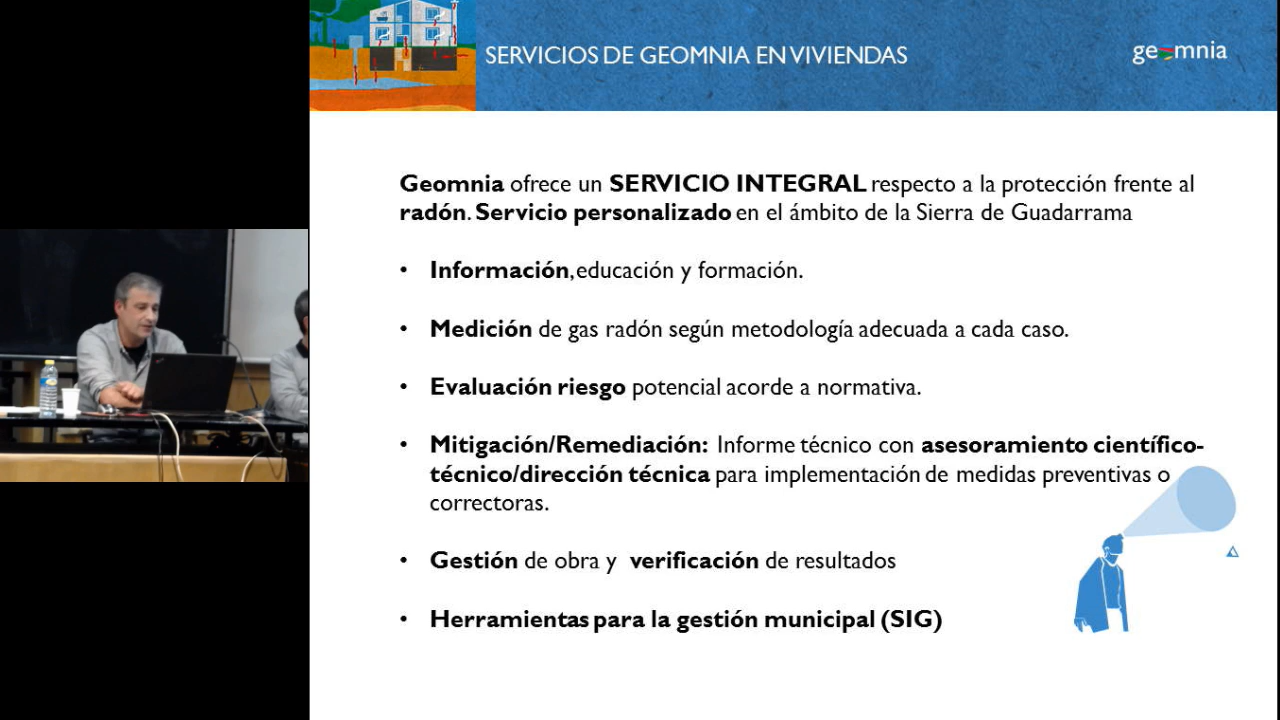 SERVICIOS DE GEOMNIA EN VIVIENDAS
geomnia
Geomnia ofrece un SERVICIO INTEGRAL respecto a la protección frente al
radón. Servicio personalizado en el ámbito de la Sierra de Guadarrama
• Información, educación y formación.
• Medición de gas radón según metodología adecuada a cada caso.
• Evaluación riesgo potencial acorde a normativa.
• Mitigación/Remediación: Informe técnico con asesoramiento científico-
técnico/dirección técnica para implementación de medidas preventivas o
correctoras.
• Gestión de obra y verificación de resultados
• Herramientas para la gestión municipal (SIG)